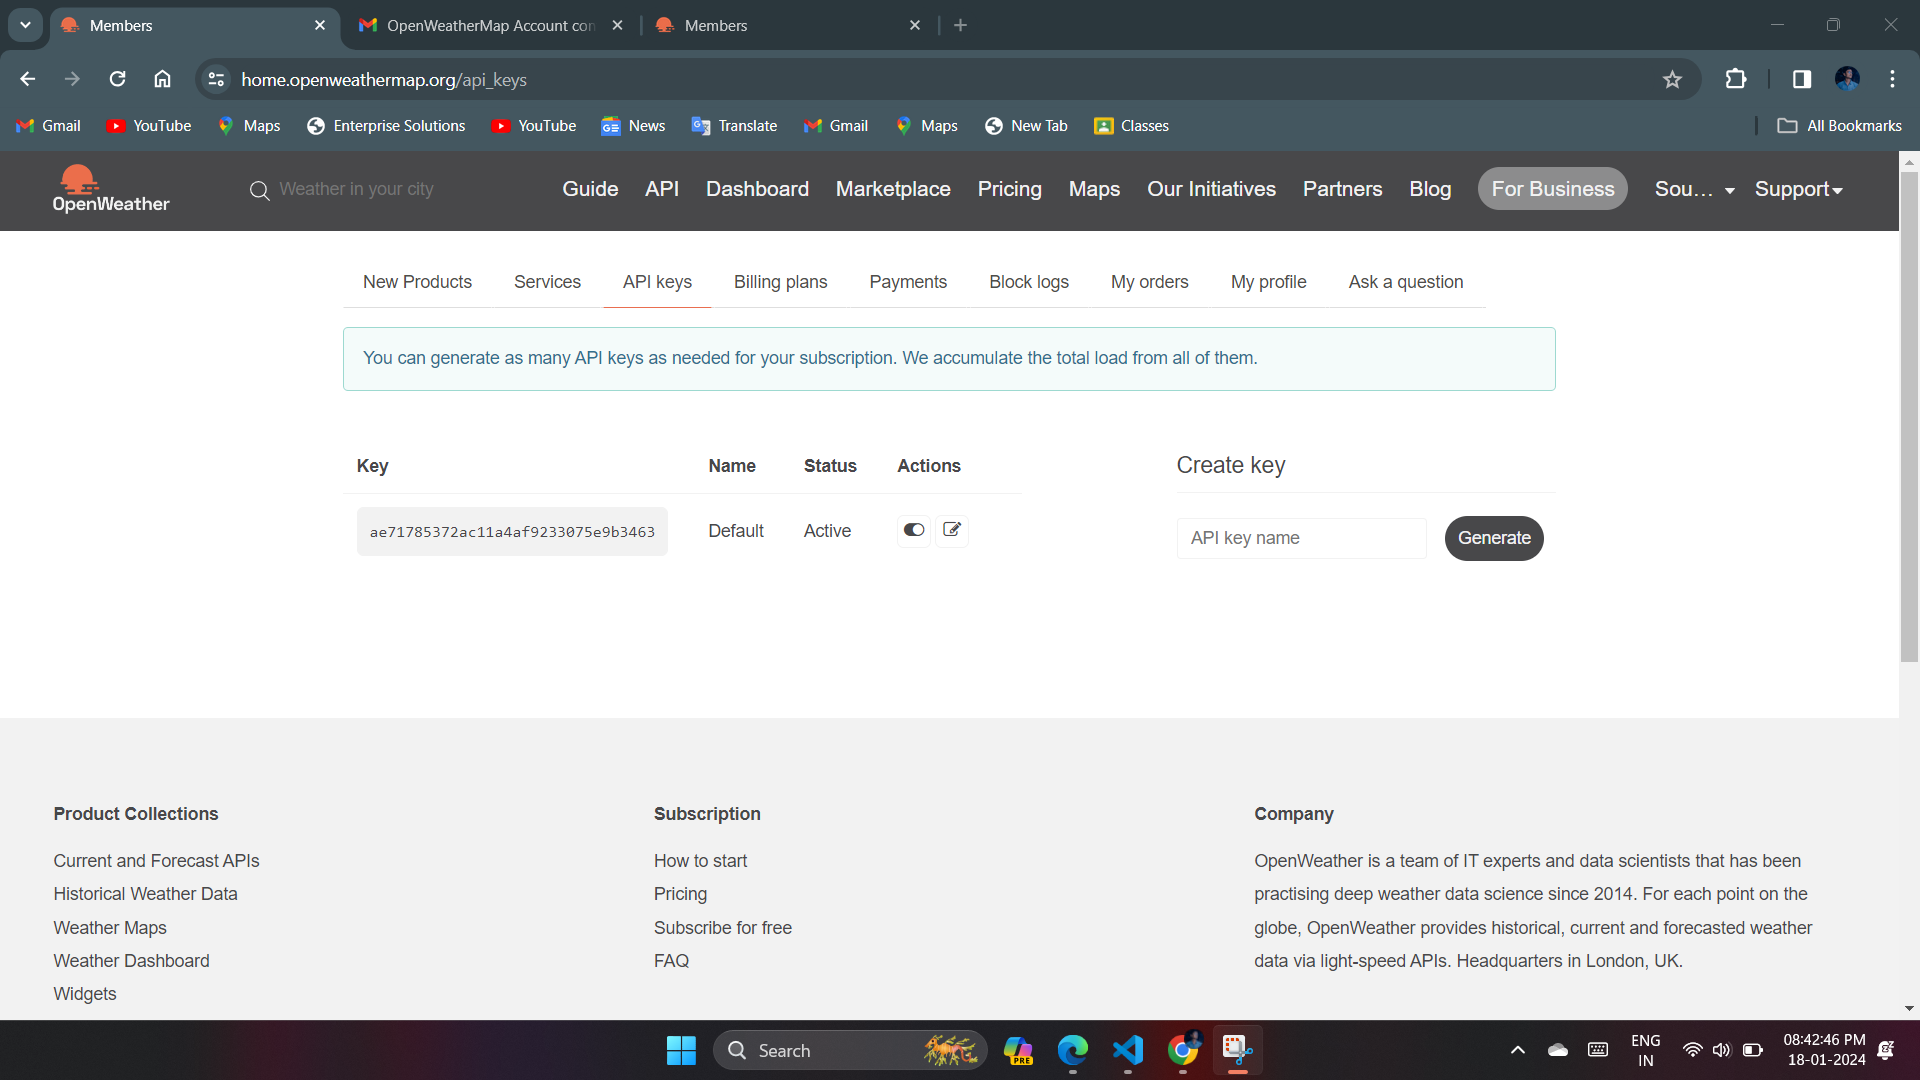 Members
OpenWeatherMap Account con
Members
home.openweathermap.org/api_keys
Gmail YouTube Maps Enterprise Solutions YouTube News Translate Gmail Maps New Tab Classes All Bookmarks
OpenWeather
Weather in your city
Guide API Dashboard Marketplace Pricing Maps Our Initiatives Partners Blog For Business Sou... Support
New Products Services API keys Billing plans Payments Block logs My orders My profile Ask a question
You can generate as many API keys as needed for your subscription. We accumulate the total load from all of them.
Key Name Status Actions
ae71785372ac11a4af9233075e9b3463 Default Active
Create key
API key name Generate
Product Collections
Current and Forecast APIs
Historical Weather Data
Weather Maps
Weather Dashboard
Widgets
Subscription
How to start
Pricing
Subscribe for free
FAQ
Company
OpenWeather is a team of IT experts and data scientists that has been
practising deep weather data science since 2014. For each point on the
globe, OpenWeather provides historical, current and forecasted weather
data via light-speed APIs. Headquarters in London, UK.
Search
PRE
ENG
IN
08:42:46 PM
18-01-2024